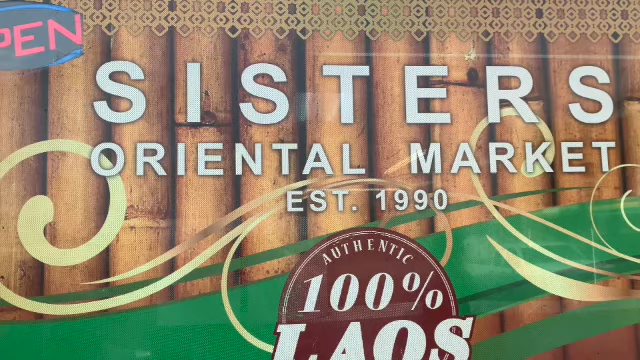 PEN
SISTERS
ORIENTAL MARKET
EST. 1990
AUTHENTIC
100%
LAOS